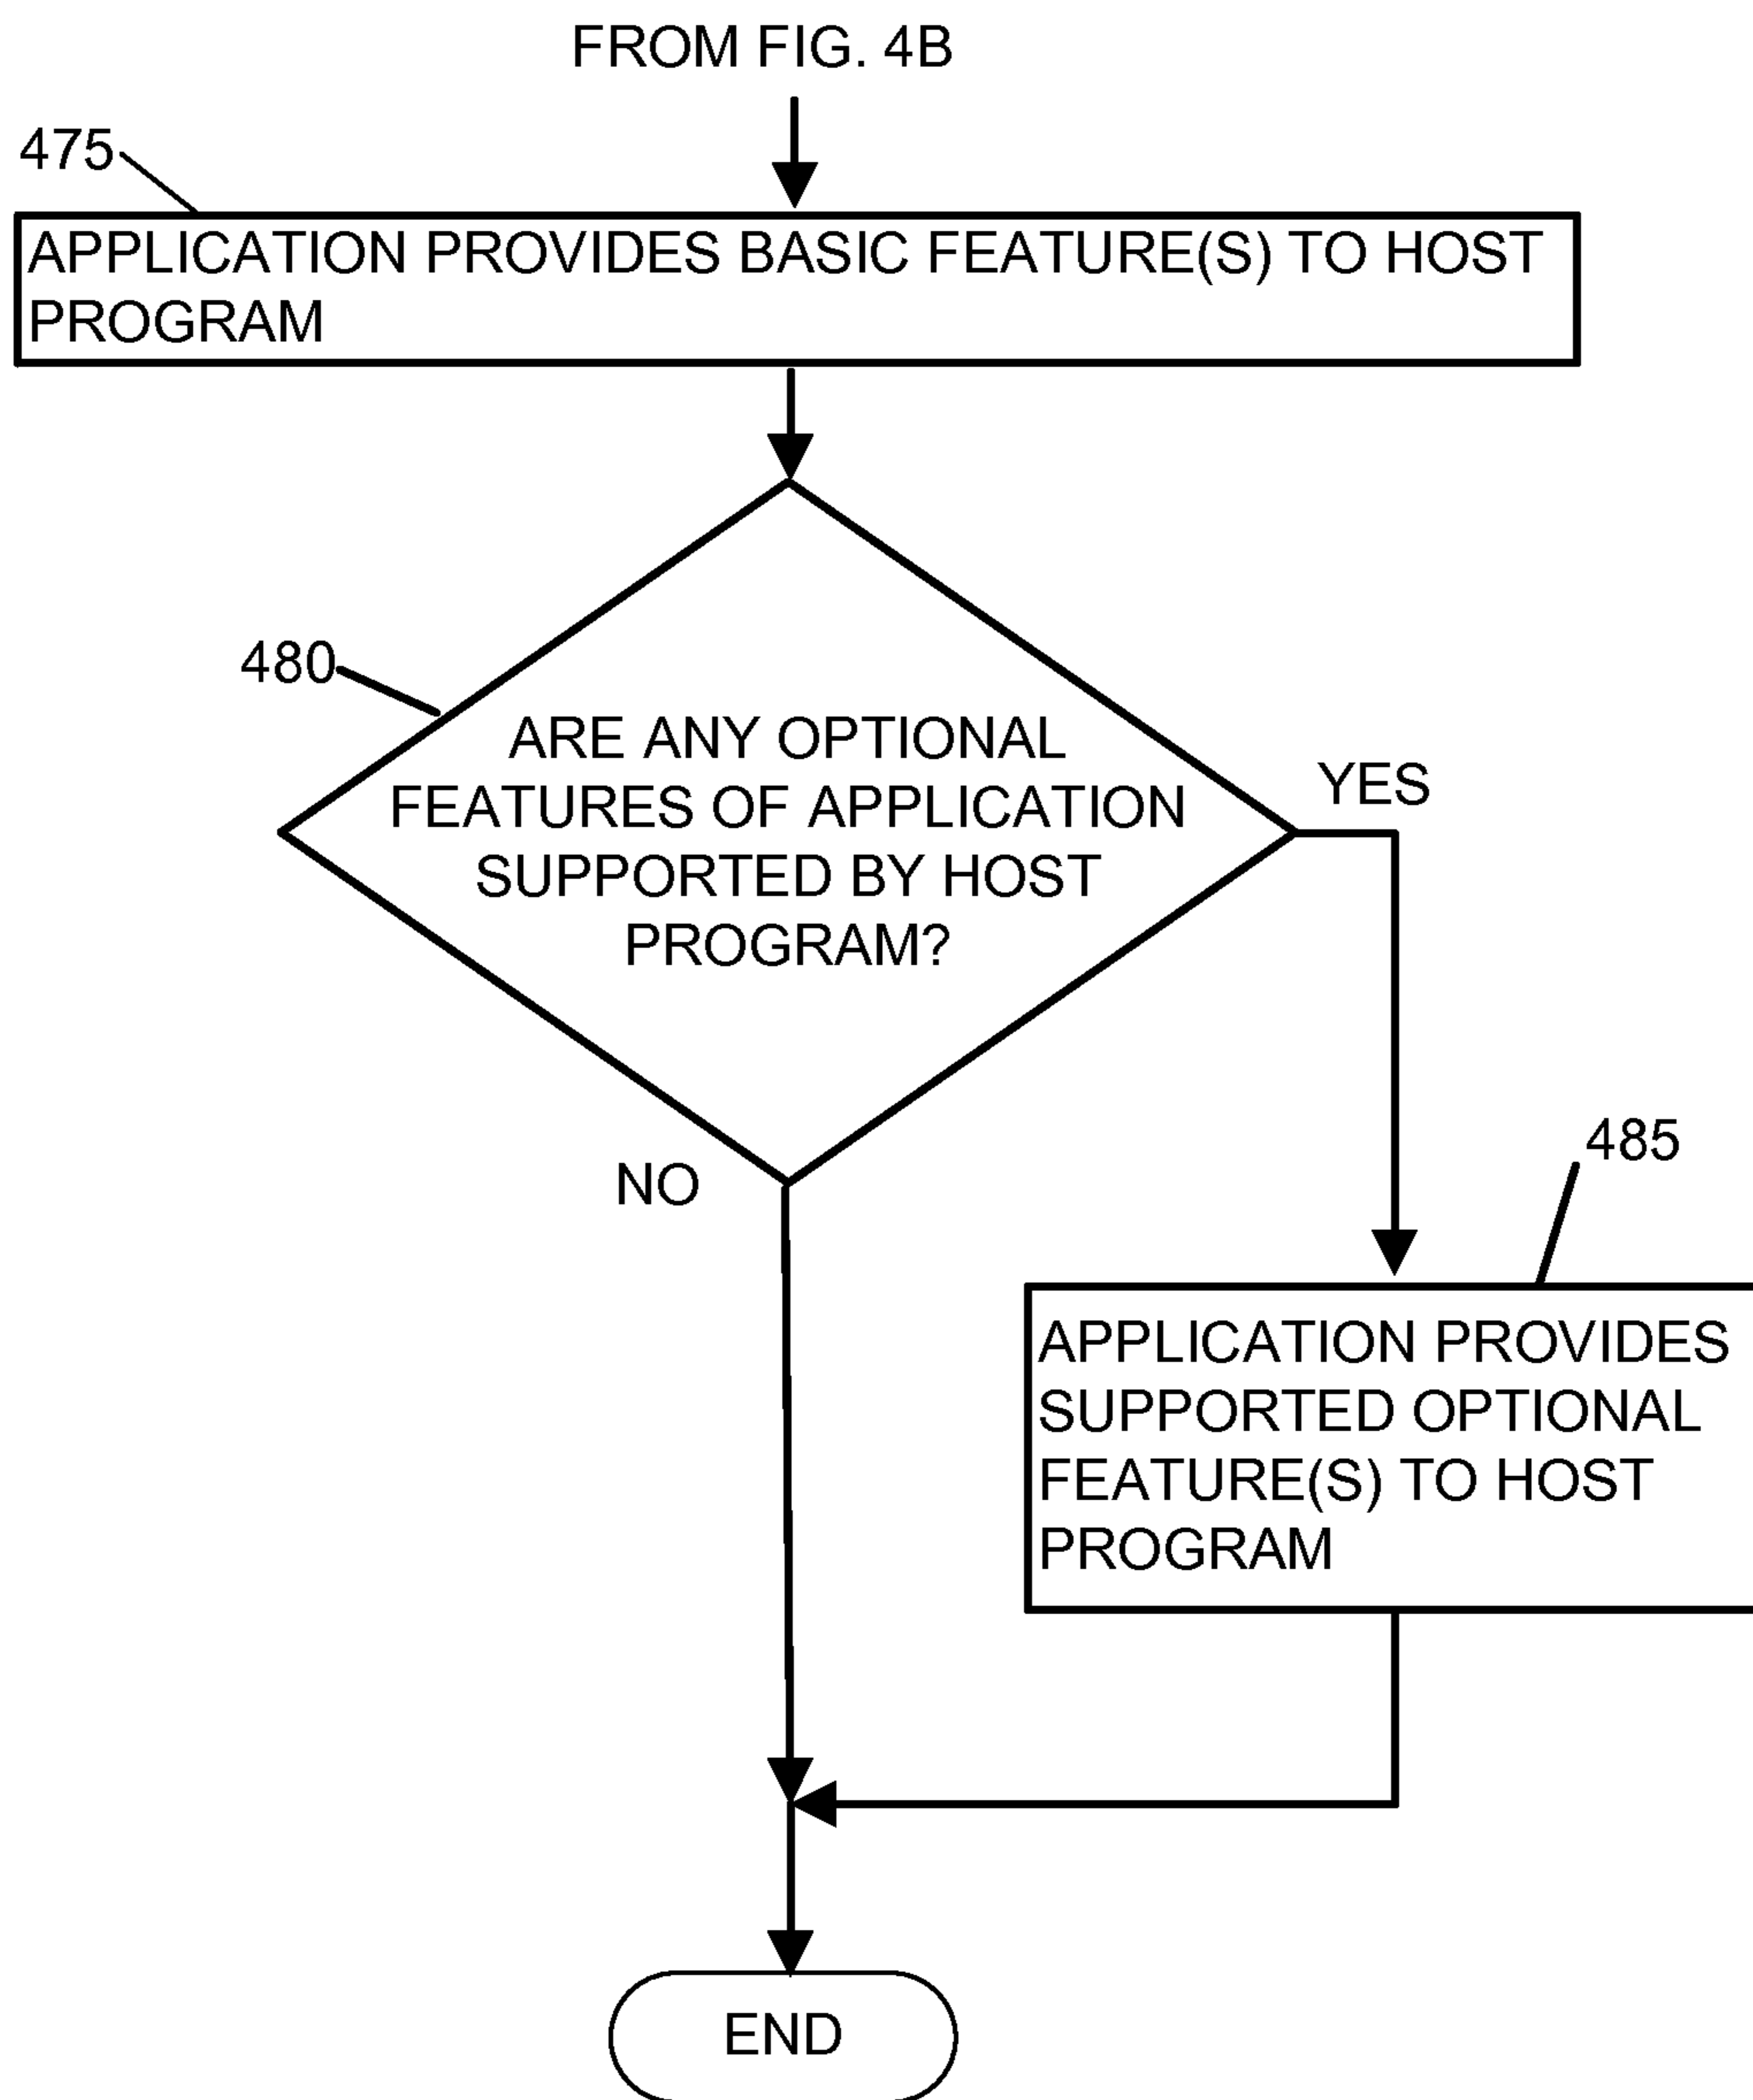 FROM FIG. 4B
475
APPLICATION PROVIDES BASIC FEATURE(S) TO HOST
PROGRAM
480
ARE ANY OPTIONAL
FEATURES OF APPLICATION
SUPPORTED BY HOST
PROGRAM?
YES
NO
485
APPLICATION PROVIDES
SUPPORTED OPTIONAL
FEATURE(S) TO HOST
PROGRAM
END